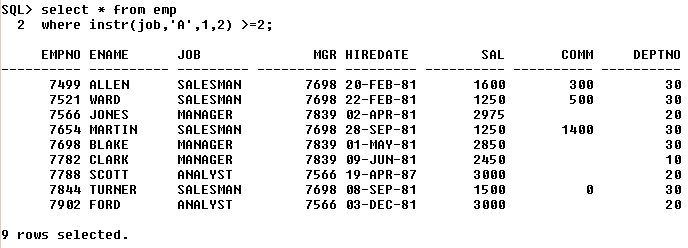 SQL> select * from emp
2 where instr(job,'A',1,2) >=2;
EMPNO ENAME JOB MGR HIREDATE SAL COMM DEPTNO
---------- ---------- --------- ---------- --------- ---------- ---------- ----------
7499 ALLEN SALESMAN 7698 20-FEB-81 1600 300 30
7521 WARD SALESMAN 7698 22-FEB-81 1250 500 30
7566 JONES MANAGER 7839 02-APR-81 2975 20
7654 MARTIN SALESMAN 7698 28-SEP-81 1250 1400 30
7698 BLAKE MANAGER 7839 01-MAY-81 2850 30
7782 CLARK MANAGER 7839 09-JUN-81 2450 10
7788 SCOTT ANALYST 7566 19-APR-87 3000 20
7844 TURNER SALESMAN 7698 08-SEP-81 1500 0 30
7902 FORD ANALYST 7566 03-DEC-81 3000 20
9 rows selected.